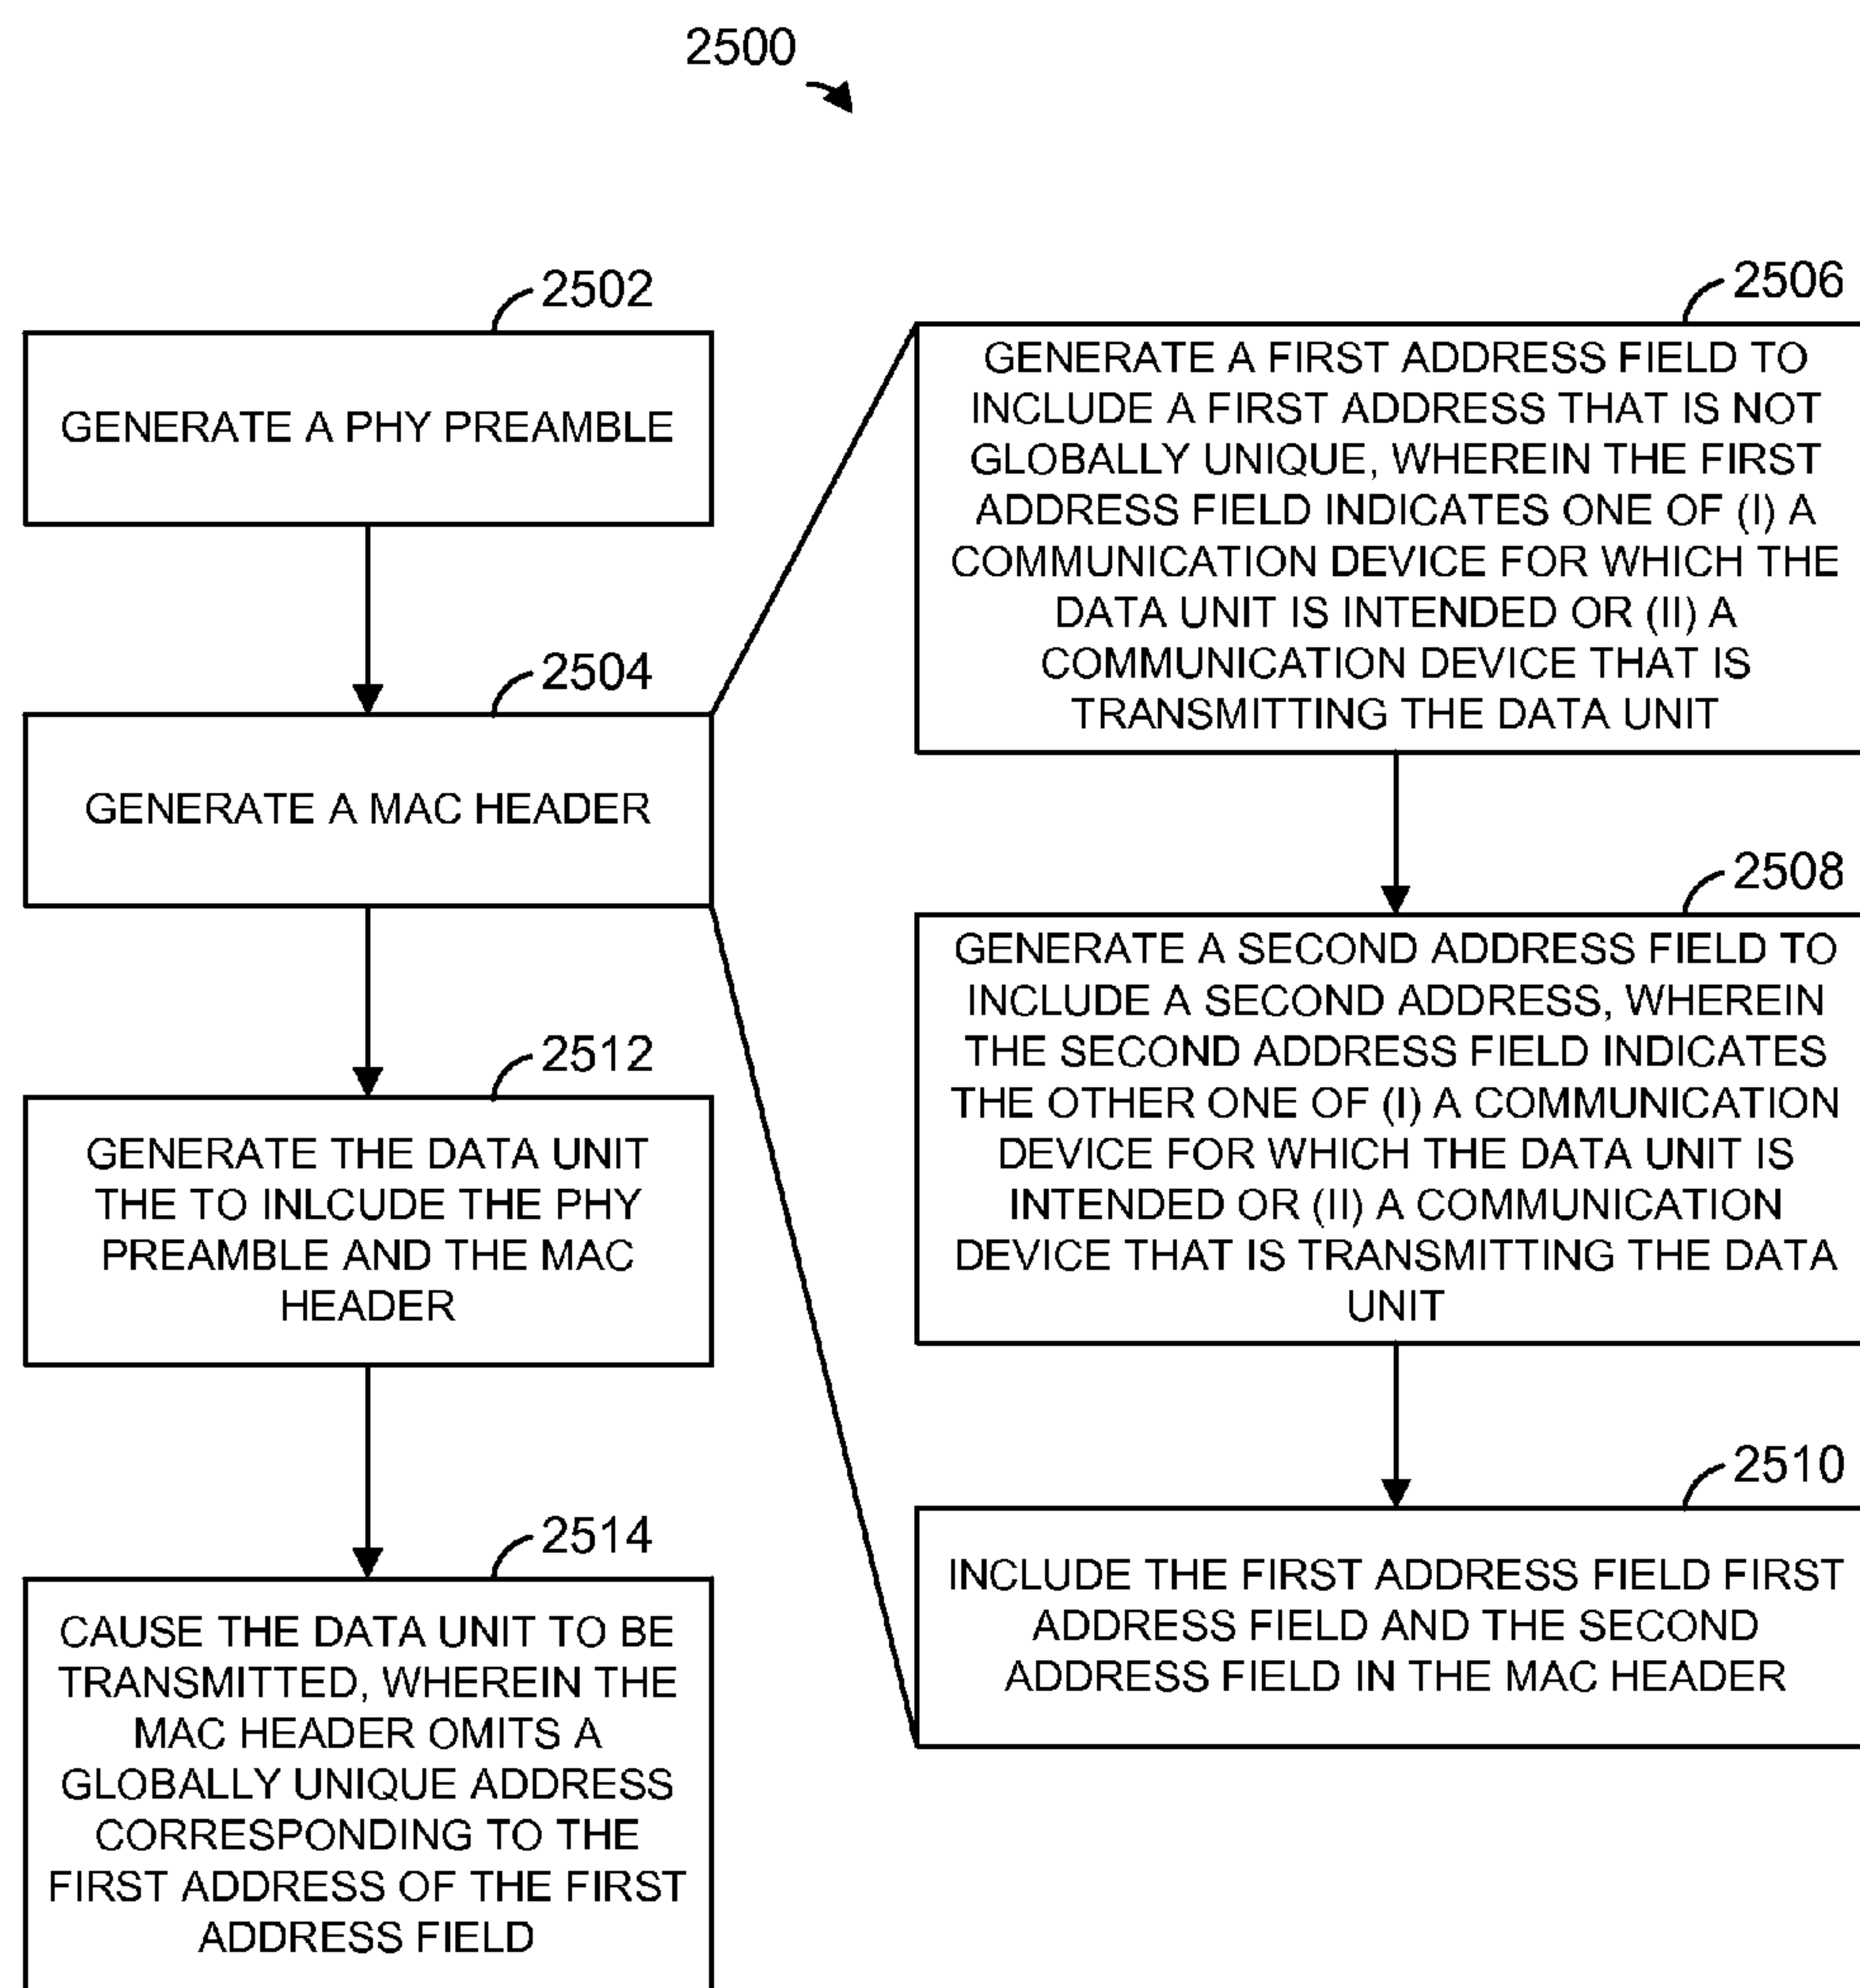 2500
2502
GENERATE A PHY PREAMBLE
2504
GENERATE A MAC HEADER
2512
GENERATE THE DATA UNIT
THE TO INLCUDE THE PHY
PREAMBLE AND THE MAC
HEADER
2514
CAUSE THE DATA UNIT TO BE
TRANSMITTED, WHEREIN THE
MAC HEADER OMITS A
GLOBALLY UNIQUE ADDRESS
CORRESPONDING TO THE
FIRST ADDRESS OF THE FIRST
ADDRESS FIELD
2506
GENERATE A FIRST ADDRESS FIELD TO
INCLUDE A FIRST ADDRESS THAT IS NOT
GLOBALLY UNIQUE, WHEREIN THE FIRST
ADDRESS FIELD INDICATES ONE OF (I) A
COMMUNICATION DEVICE FOR WHICH THE
DATA UNIT IS INTENDED OR (II) A
COMMUNICATION DEVICE THAT IS
TRANSMITTING THE DATA UNIT
2508
GENERATE A SECOND ADDRESS FIELD TO
INCLUDE A SECOND ADDRESS, WHEREIN
THE SECOND ADDRESS FIELD INDICATES
THE OTHER ONE OF (I) A COMMUNICATION
DEVICE FOR WHICH THE DATA UNIT IS
INTENDED OR (II) A COMMUNICATION
DEVICE THAT IS TRANSMITTING THE DATA
UNIT
2510
INCLUDE THE FIRST ADDRESS FIELD FIRST
ADDRESS FIELD AND THE SECOND
ADDRESS FIELD IN THE MAC HEADER